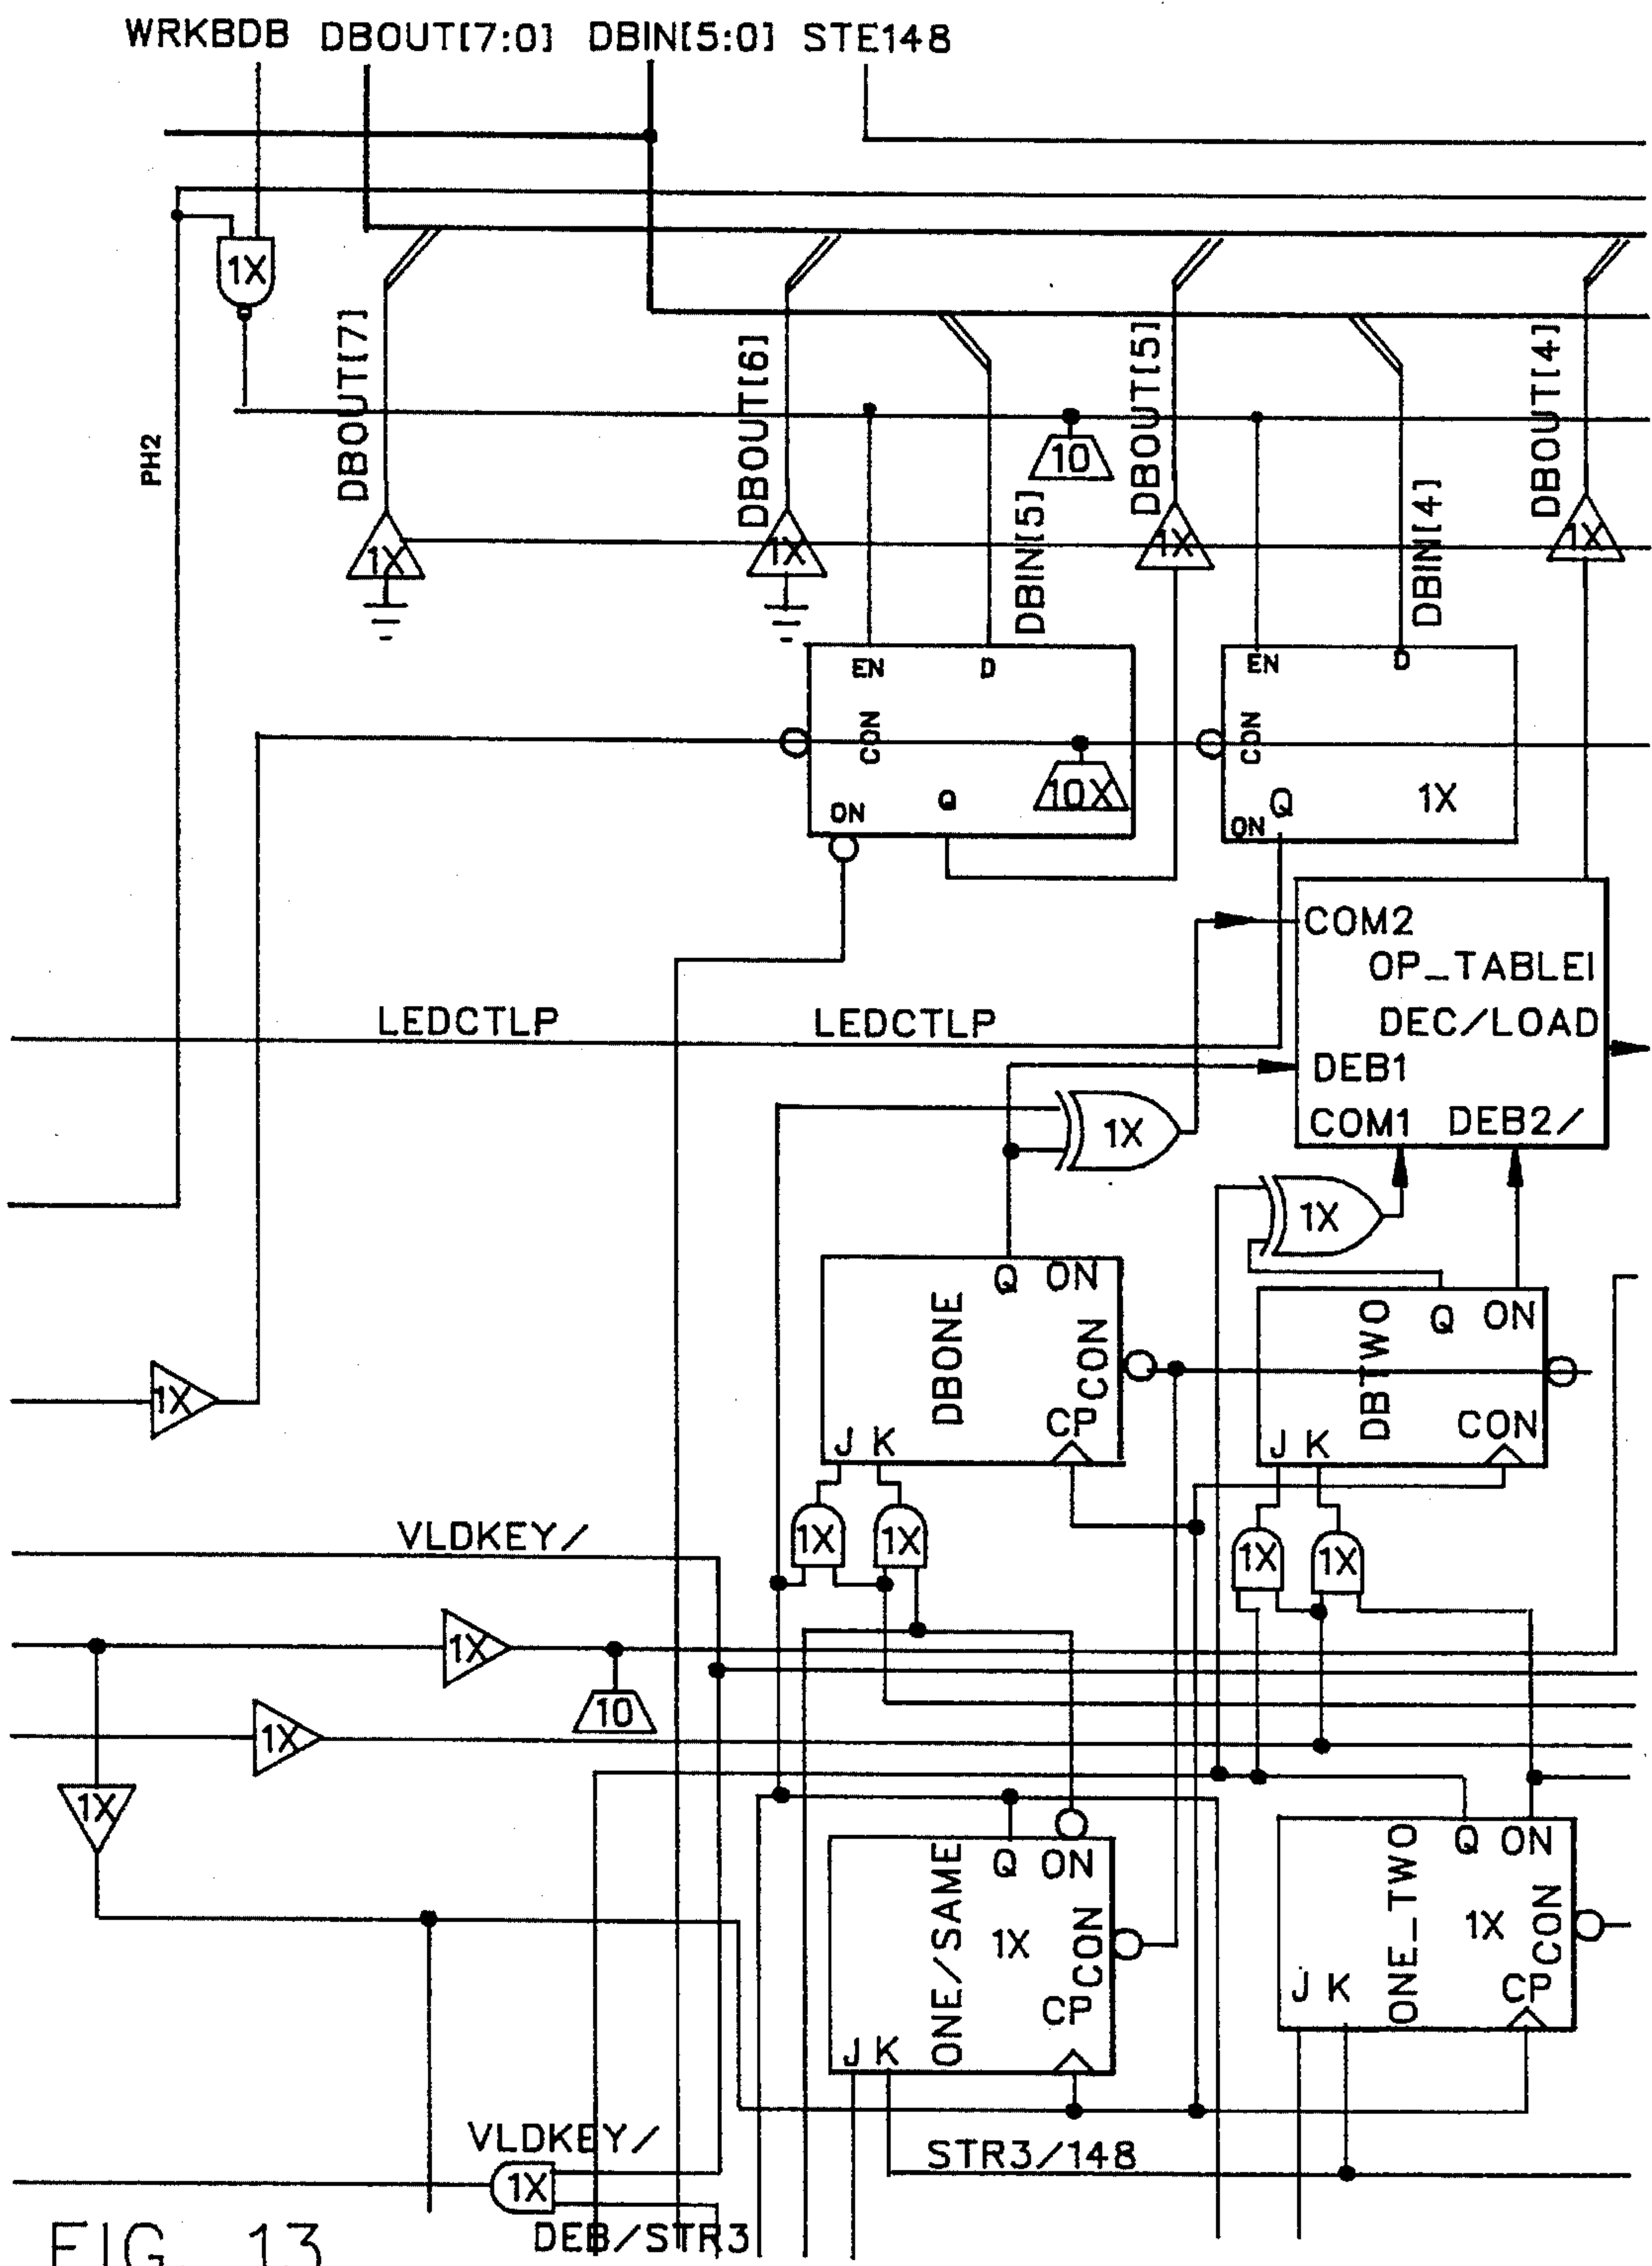 WRKBDB DBOUT[7:0] DBIN[5:0] STE148
1X
PH2
DBOUT[7]
DBOUT[6]
DBIN[5]
DBOUT[5]
DBIN[4]
DBOUT[4]
10
1X
1X
1X
1X
EN D
CON
10X
ON Q
EN D
CON
Q 1X
ON
COM2
OP_TABLEI
DEC/LOAD
DEB1
COM1 DEB2/
LEDCTLP LEDCTLP
1X
1X
Q ON
DBONE
CON
CP
J K
Q ON
DBTWO
CON
J K
1X
1X 1X
1X 1X
VLDKEY/
1X
10
1X
1X
Q ON
ONE/SAME
1X
CON
CP
J K
Q ON
ONE_TWO
1X
CON
CP
J K
VLDKEY/
STR3/148
1X
DEB/STR3
FIG. 13